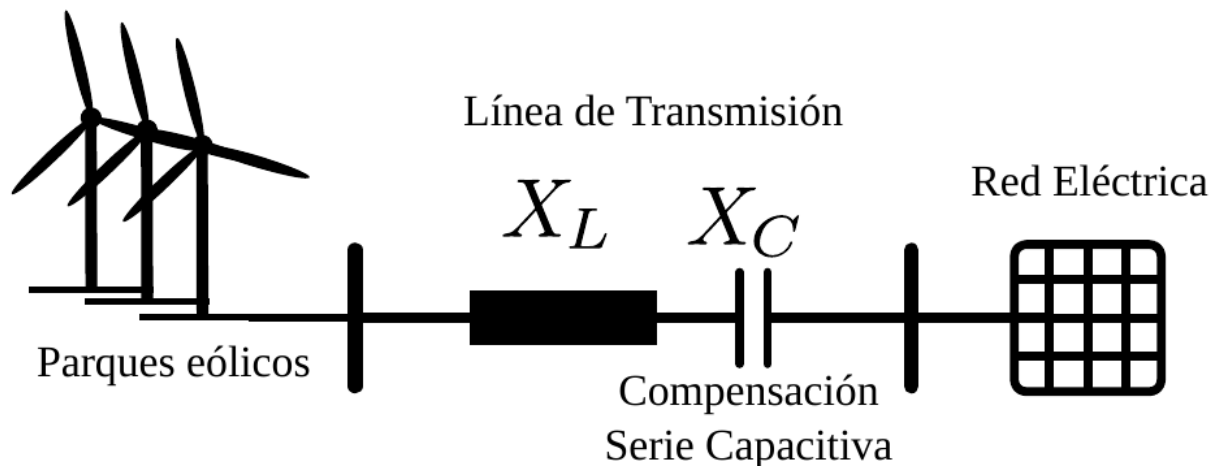 Línea de Transmisión
Red Eléctrica
X_L
X_C
Parques eólicos
Compensación
Serie Capacitiva